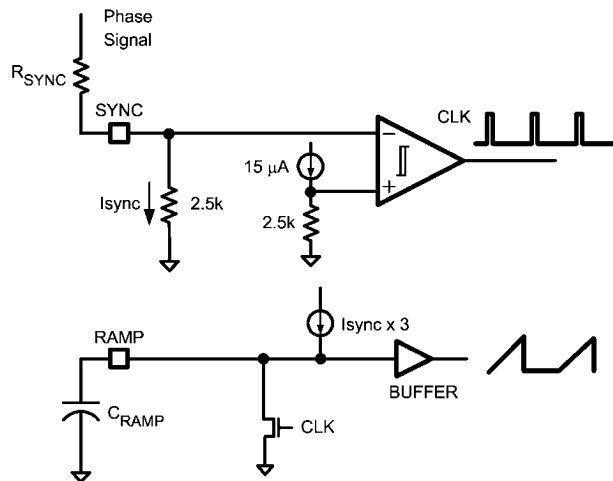 Phase
Signal
RSYNC
SYNC
CLK
15 μA
Isync
2.5k
2.5k
−
+
Isync x 3
RAMP
BUFFER
CRAMP
CLK